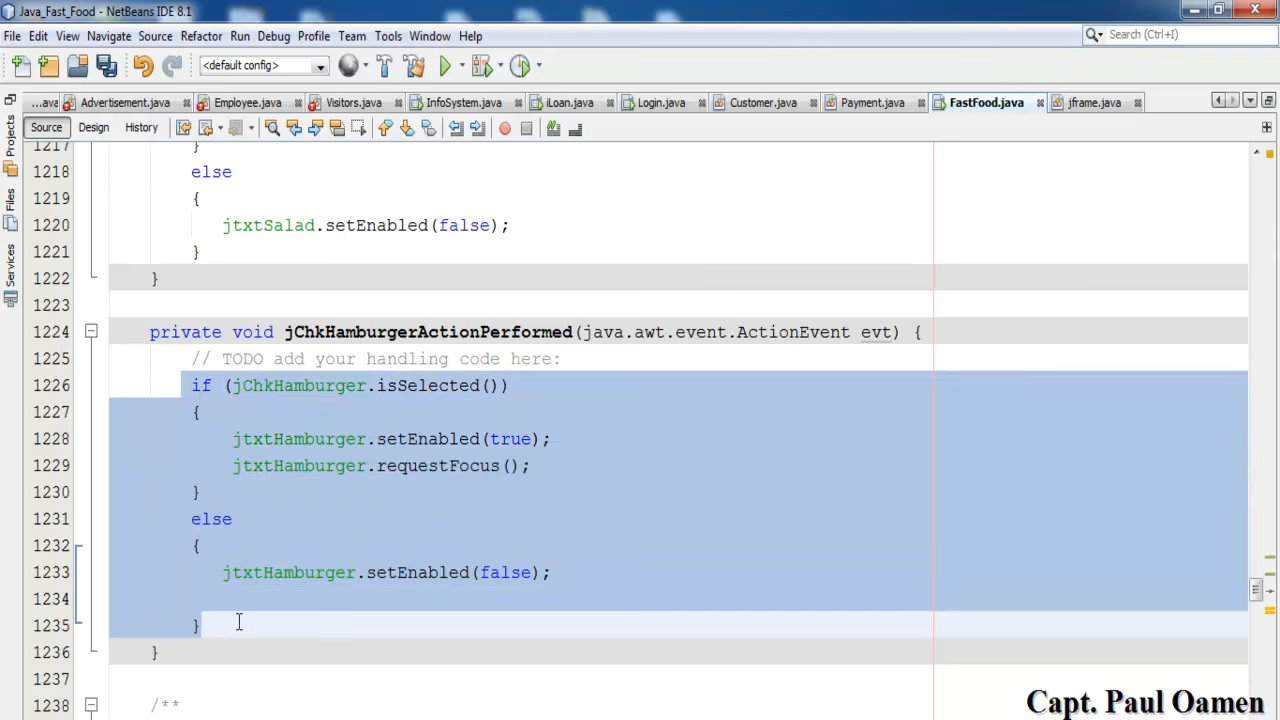 Java_Fast_Food - NetBeans IDE 8.1
File Edit View Navigate Source Refactor Run Debug Profile Team Tools Window Help
Search (Ctrl+I)
<default config>
...ava Advertisement.java Employee.java Visitors.java InfoSystem.java iLoan.java Login.java Customer.java Payment.java FastFood.java jframe.java
Source Design History
Projects
Files
Services
1217 }
1218 else
1219 {
1220 jtxtSalad.setEnabled(false);
1221 }
1222 }
1223
1224 private void jChkHamburgerActionPerformed(java.awt.event.ActionEvent evt) {
1225 // TODO add your handling code here:
1226 if (jChkHamburger.isSelected())
1227 {
1228 jtxtHamburger.setEnabled(true);
1229 jtxtHamburger.requestFocus();
1230 }
1231 else
1232 {
1233 jtxtHamburger.setEnabled(false);
1234
1235 }
1236 }
1237
1238 /**
Capt. Paul Oamen